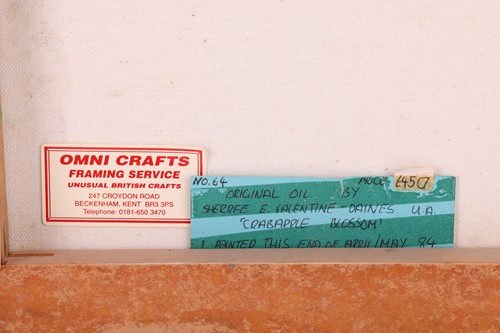 OMNI CRAFTS
FRAMING SERVICE
UNUSUAL BRITISH CRAFTS
247 CROYDON ROAD
BECKENHAM, KENT BR3 3PS
Telephone: 0181-650 3470
NO. 64 PRICE £450
ORIGINAL OIL BY
SHERREE E VALENTINE-DAINES. U.A.
'CRABAPPLE BLOSSOM'
I PAINTED THIS END OF APRIL/MAY 84